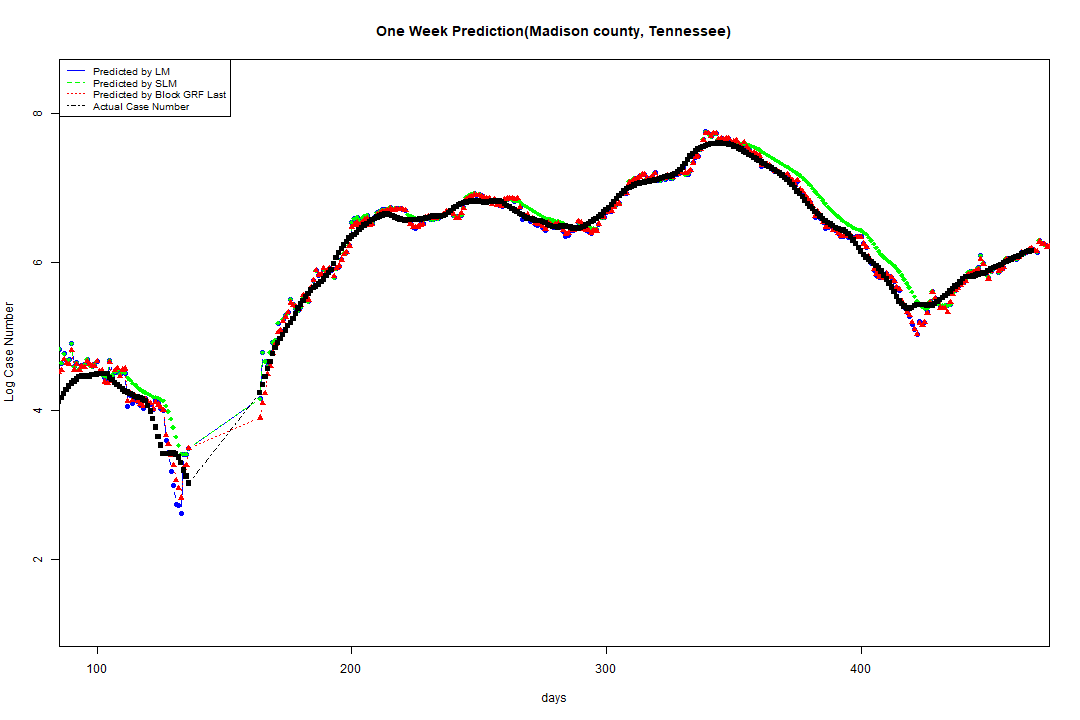 One Week Prediction(Madison county, Tennessee)
Predicted by LM
Predicted by SLM
Predicted by Block GRF Last
Actual Case Number
8
6
4
2
Log Case Number
100
200
300
400
days